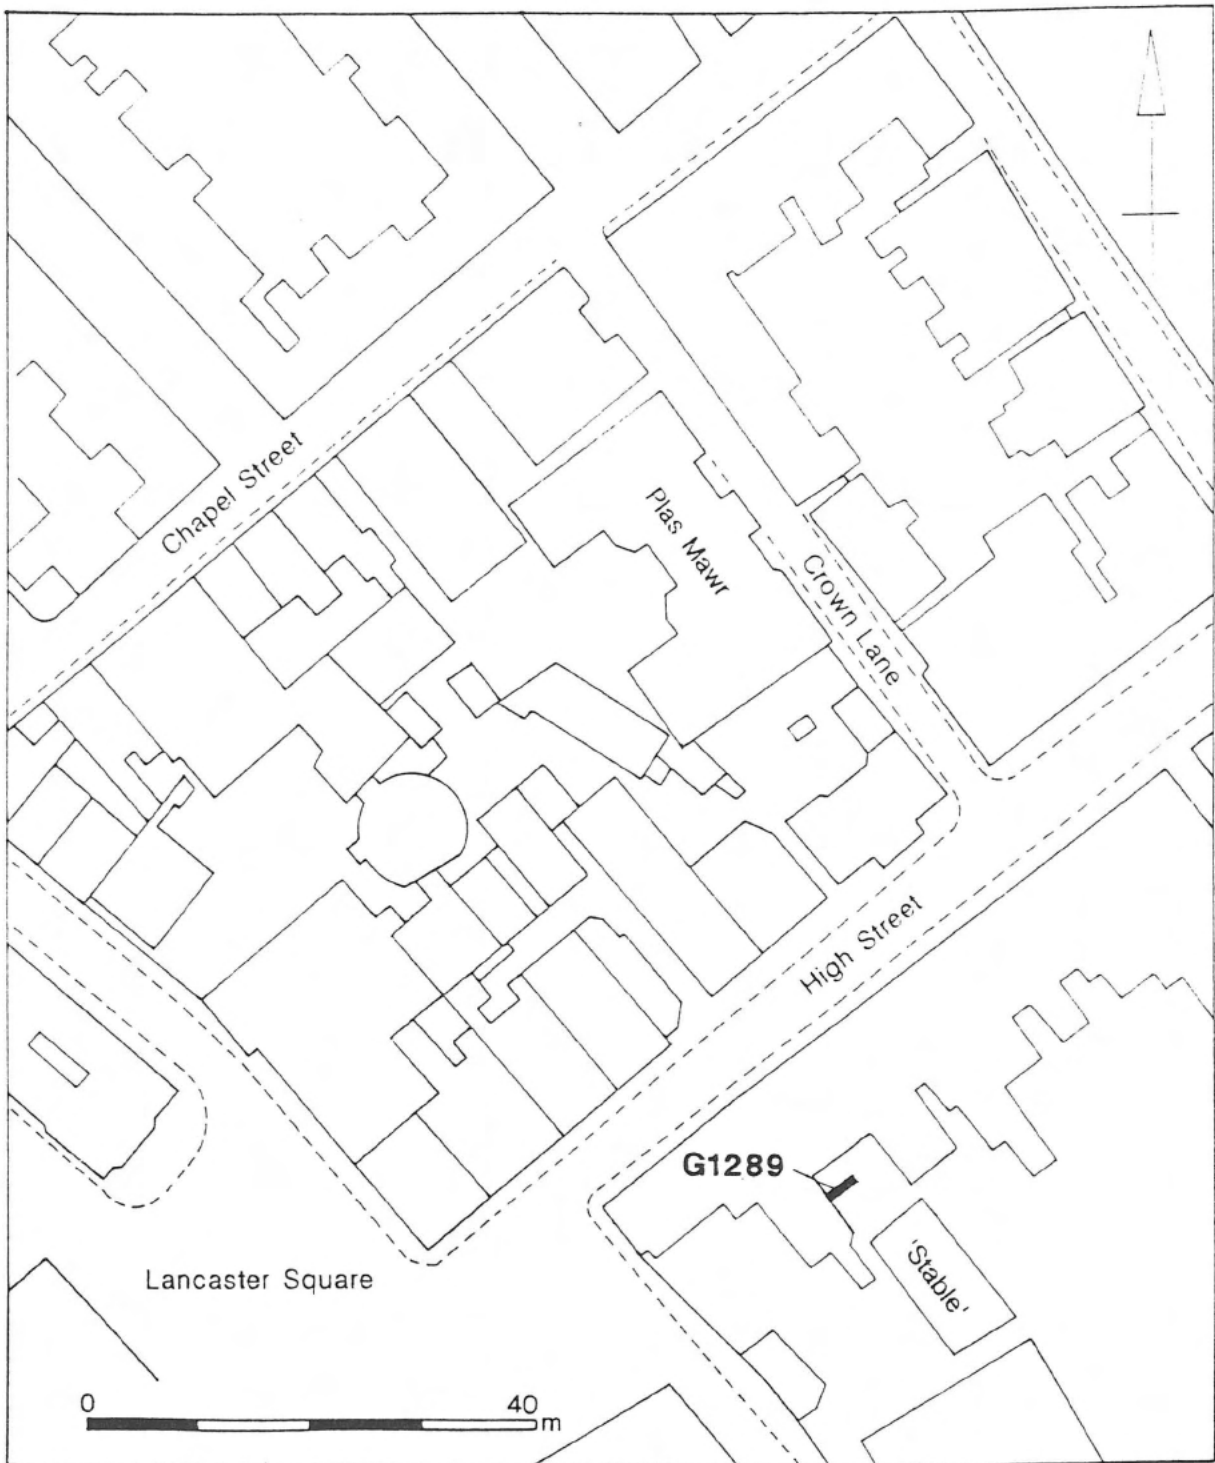 Chapel Street
Plas Mawr
Crown Lane
High Street
G1289
'Stable'
Lancaster Square
0 40
m